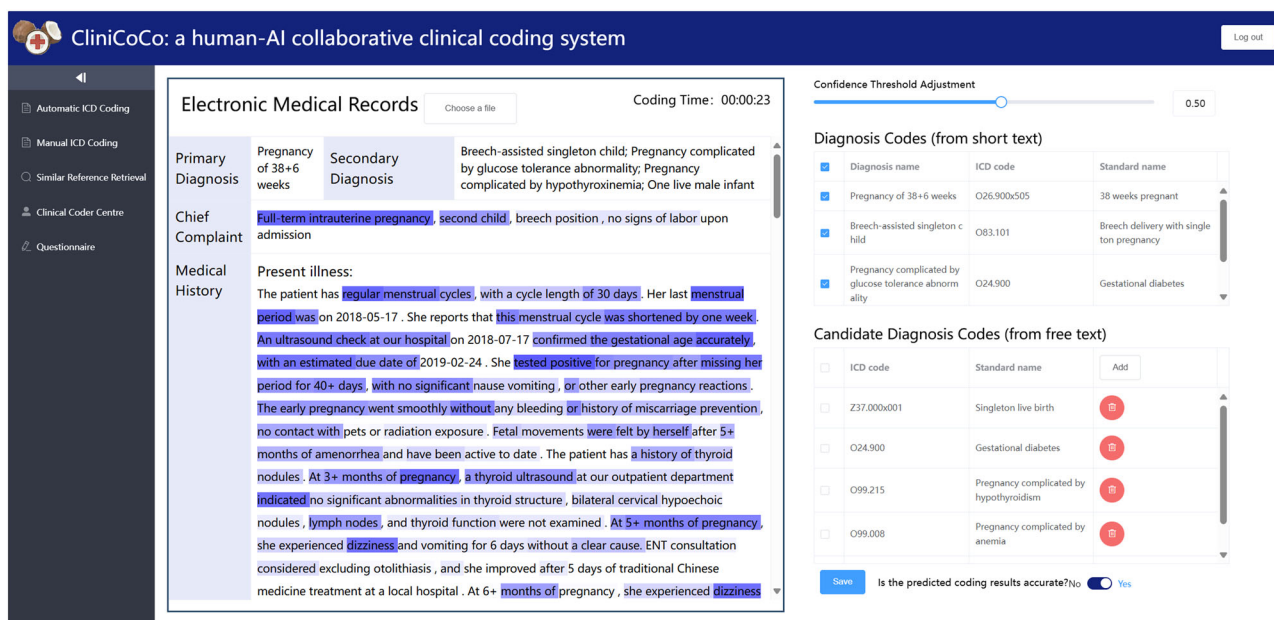 CliniCoCo: a human-AI collaborative clinical coding system
Log out
Automatic ICD Coding
Manual ICD Coding
Similar Reference Retrieval
Clinical Coder Centre
Questionnaire
Electronic Medical Records
Choose a file
Coding Time: 00:00:23
Primary
Diagnosis
Pregnancy
of 38+6
weeks
Secondary
Diagnosis
Breech-assisted singleton child; Pregnancy complicated
by glucose tolerance abnormality; Pregnancy
complicated by hypothyroxinemia; One live male infant
Chief
Complaint
Full-term intrauterine pregnancy , second child , breech position , no signs of labor upon
admission
Medical
History
Present illness:
The patient has regular menstrual cycles , with a cycle length of 30 days . Her last menstrual
period was on 2018-05-17 . She reports that this menstrual cycle was shortened by one week .
An ultrasound check at our hospital on 2018-07-17 confirmed the gestational age accurately ,
with an estimated due date of 2019-02-24 . She tested positive for pregnancy after missing her
period for 40+ days , with no significant nause vomiting , or other early pregnancy reactions .
The early pregnancy went smoothly without any bleeding or history of miscarriage prevention ,
no contact with pets or radiation exposure . Fetal movements were felt by herself after 5+
months of amenorrhea and have been active to date . The patient has a history of thyroid
nodules . At 3+ months of pregnancy , a thyroid ultrasound at our outpatient department
indicated no significant abnormalities in thyroid structure , bilateral cervical hypoechoic
nodules , lymph nodes , and thyroid function were not examined . At 5+ months of pregnancy ,
she experienced dizziness and vomiting for 6 days without a clear cause. ENT consultation
considered excluding otolithiasis , and she improved after 5 days of traditional Chinese
medicine treatment at a local hospital . At 6+ months of pregnancy , she experienced dizziness
Confidence Threshold Adjustment
0.50
Diagnosis Codes (from short text)
Diagnosis name
ICD code
Standard name
Pregnancy of 38+6 weeks
O26.900x505
38 weeks pregnant
Breech-assisted singleton c
hild
O83.101
Breech delivery with single
ton pregnancy
Pregnancy complicated by
glucose tolerance abnorm
ality
O24.900
Gestational diabetes
Candidate Diagnosis Codes (from free text)
ICD code
Standard name
Add
Z37.000x001
Singleton live birth
O24.900
Gestational diabetes
O99.215
Pregnancy complicated by
hypothyroidism
O99.008
Pregnancy complicated by
anemia
Save
Is the predicted coding results accurate?No
Yes